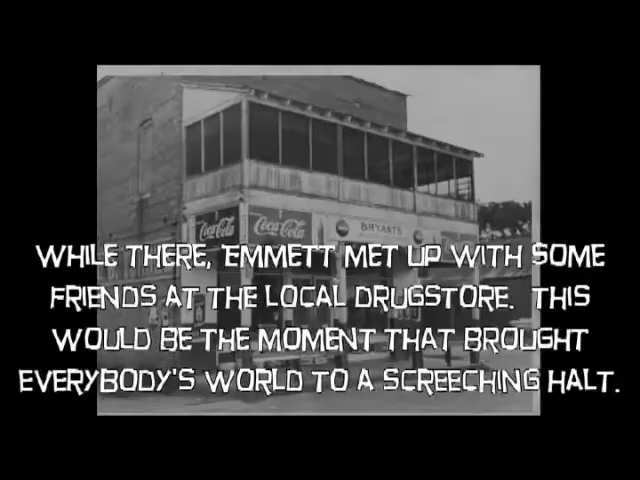 Coca-Cola
Coca-Cola
BRYANT'S
WHILE THERE, EMMETT MET UP WITH SOME
FRIENDS AT THE LOCAL DRUGSTORE. THIS
WOULD BE THE MOMENT THAT BROUGHT
EVERYBODY'S WORLD TO A SCREECHING HALT.